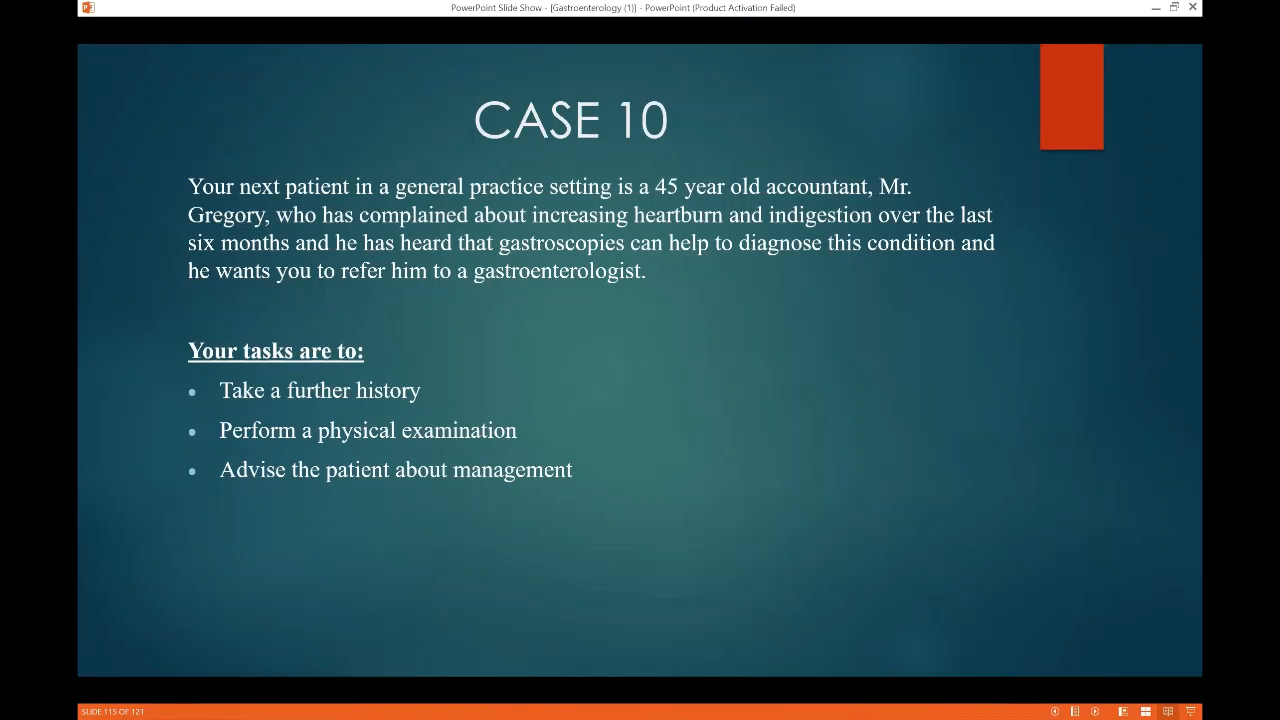 PowerPoint Slide Show - [Gastroenterology (1)] - PowerPoint (Product Activation Failed)
CASE 10
Your next patient in a general practice setting is a 45 year old accountant, Mr.
Gregory, who has complained about increasing heartburn and indigestion over the last
six months and he has heard that gastroscopies can help to diagnose this condition and
he wants you to refer him to a gastroenterologist.
Your tasks are to:
• Take a further history
• Perform a physical examination
• Advise the patient about management
SLIDE 115 OF 121